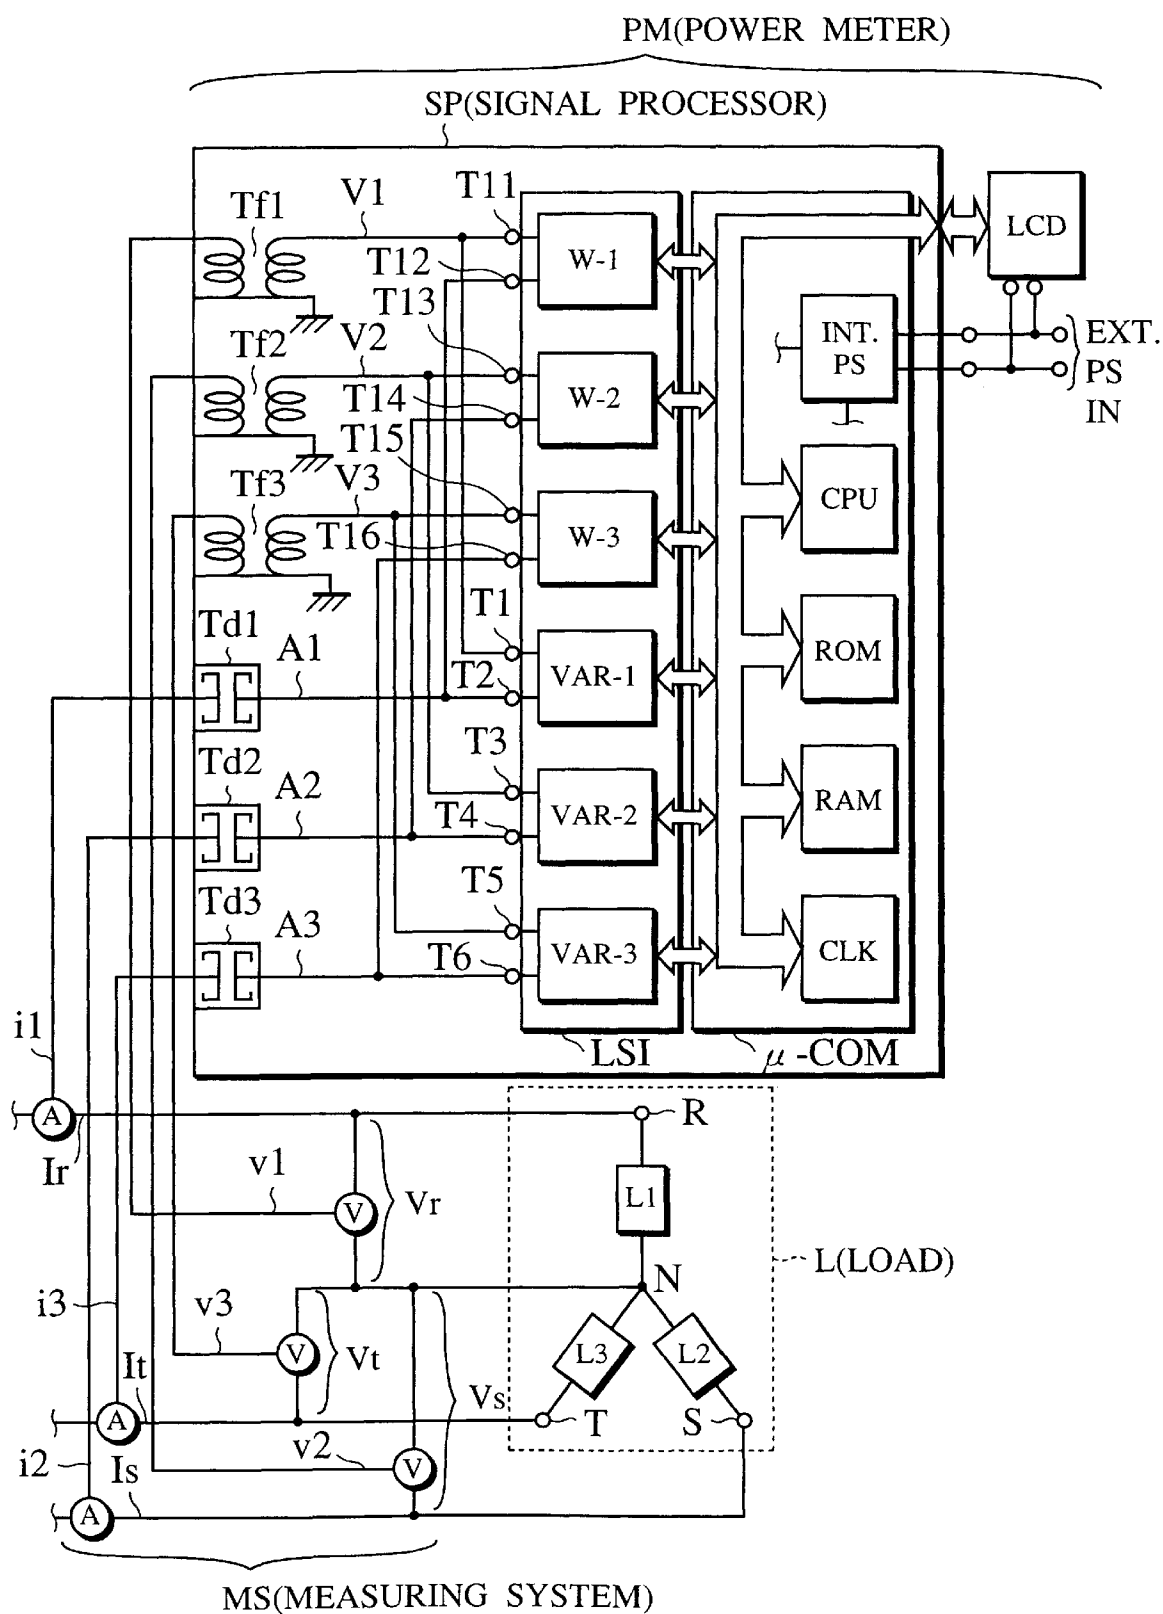 PM(POWER METER)
SP(SIGNAL PROCESSOR)
Tf1
V1
T11
W-1
LCD
T12
T13
Tf2
V2
W-2
INT.
PS
EXT.
PS
IN
T14
T15
Tf3
V3
W-3
CPU
T16
T1
Td1
A1
T2
VAR-1
ROM
T3
Td2
A2
T4
VAR-2
RAM
T5
Td3
A3
T6
VAR-3
CLK
i1
LSI
μ-COM
A
R
Ir
v1
V
Vr
L1
L(LOAD)
N
i3
v3
V
Vt
L3
L2
It
Vs
A
T
S
v2
i2
Is
V
A
MS(MEASURING SYSTEM)